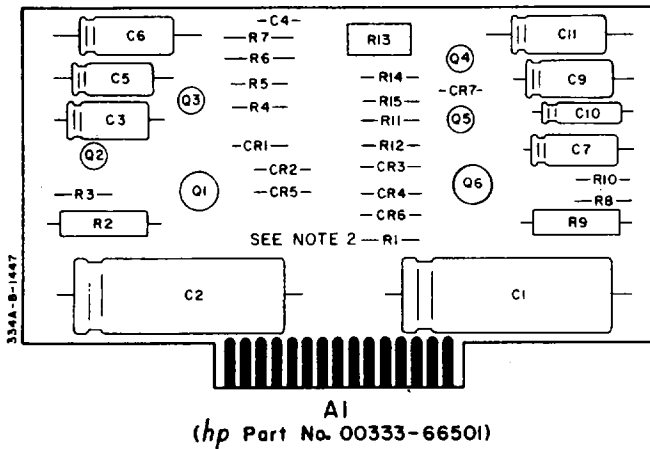 C4
C6
R7
R13
C11
R6
Q4
C5
R5
R14
CR7
C9
Q3
R4
R15
C3
R11
Q5
C10
Q2
CR1
R12
C7
CR2
CR3
R3
Q1
CR5
CR4
Q6
R10
R8
R2
CR6
R9
SEE NOTE 2 R1
C2
C1
334A-B-1447
A1
(hp Part No. 00333-66501)